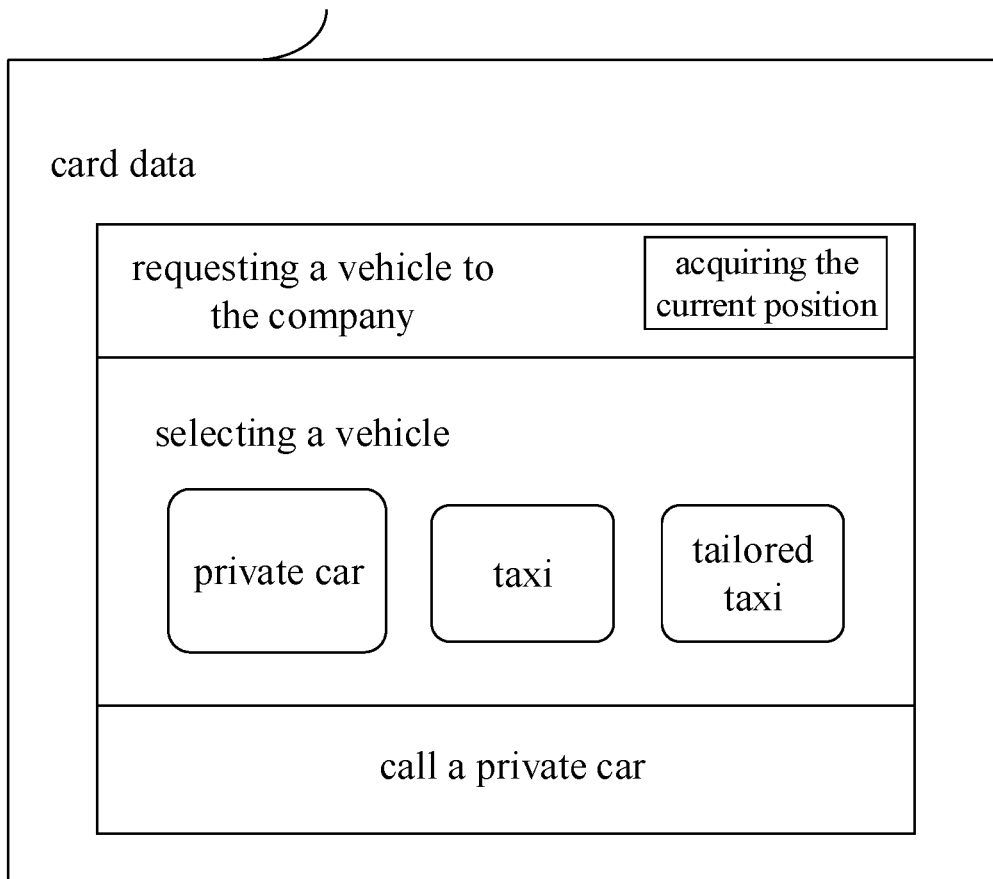 card data
requesting a vehicle to
the company
acquiring the
current position
selecting a vehicle
private car
taxi
tailored
taxi
call a private car